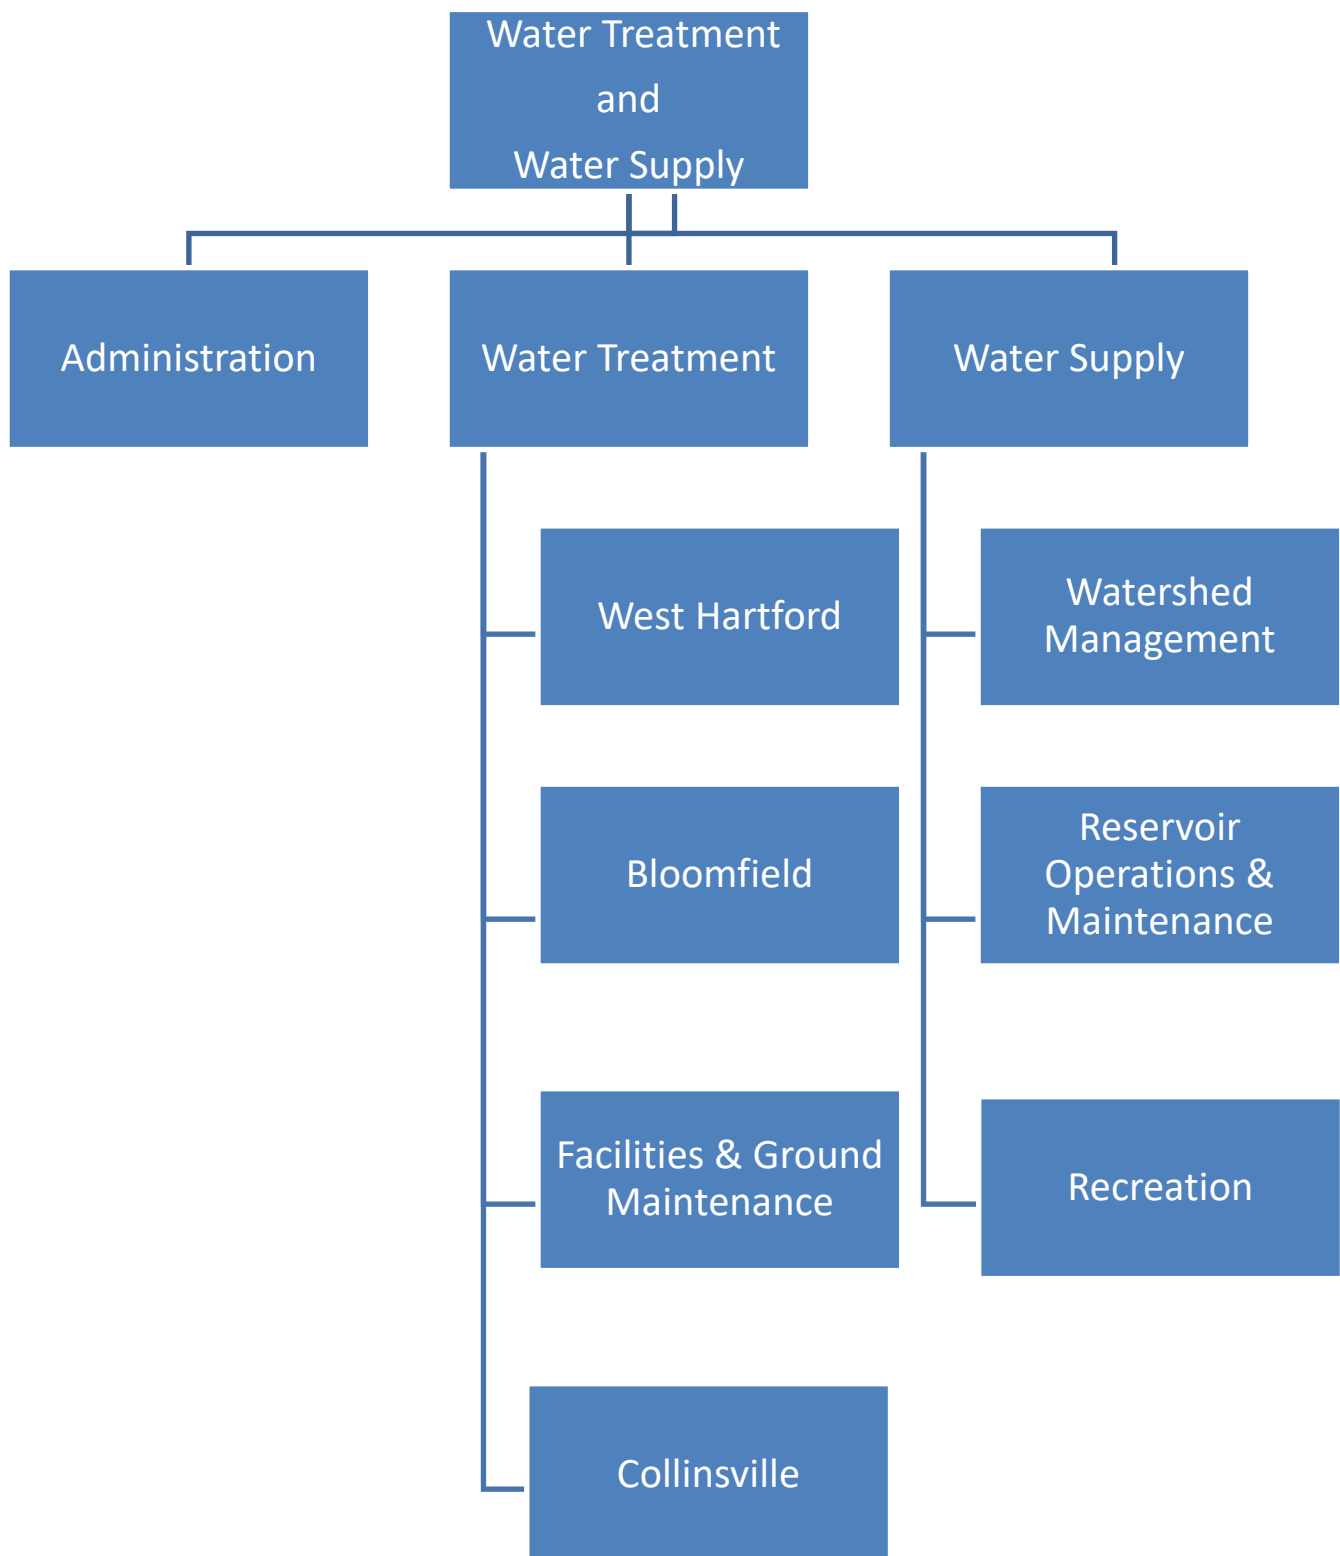 Water Treatment
and
Water Supply
Administration
Water Treatment
Water Supply
West Hartford
Watershed
Management
Bloomfield
Reservoir
Operations &
Maintenance
Facilities & Ground
Maintenance
Recreation
Collinsville